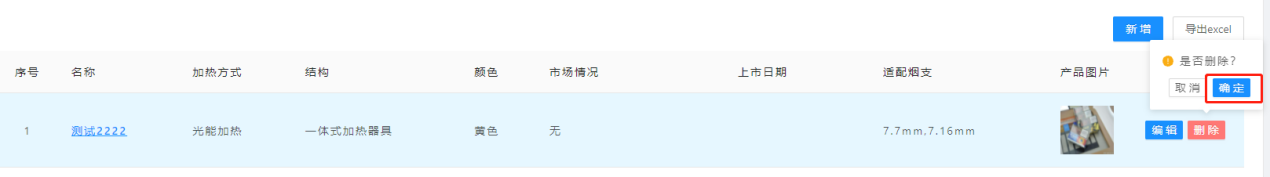 新增 导出excel
是否删除?
取消 确定
序号 名称 加热方式 结构 颜色 市场情况 上市日期 适配烟支 产品图片
1 测试2222 光能加热 一体式加热器具 黄色 无 7.7mm,7.16mm 编辑 删除